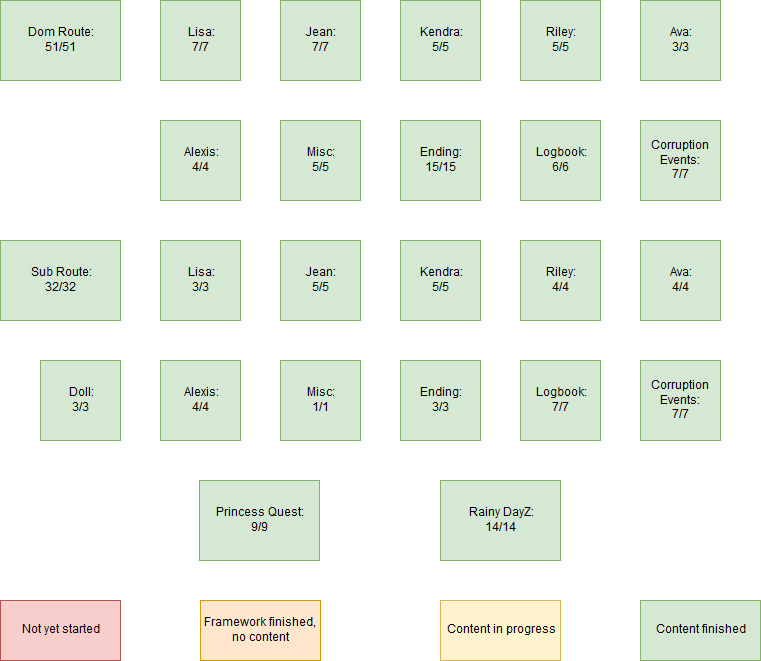 Dom Route:
51/51
Lisa:
7/7
Jean:
7/7
Kendra:
5/5
Riley:
5/5
Ava:
3/3
Alexis:
4/4
Misc:
5/5
Ending:
15/15
Logbook:
6/6
Corruption
Events:
7/7
Sub Route:
32/32
Lisa:
3/3
Jean:
5/5
Kendra:
5/5
Riley:
4/4
Ava:
4/4
Doll:
3/3
Alexis:
4/4
Misc:
1/1
Ending:
3/3
Logbook:
7/7
Corruption
Events:
7/7
Princess Quest:
9/9
Rainy DayZ:
14/14
Not yet started
Framework finished,
no content
Content in progress
Content finished